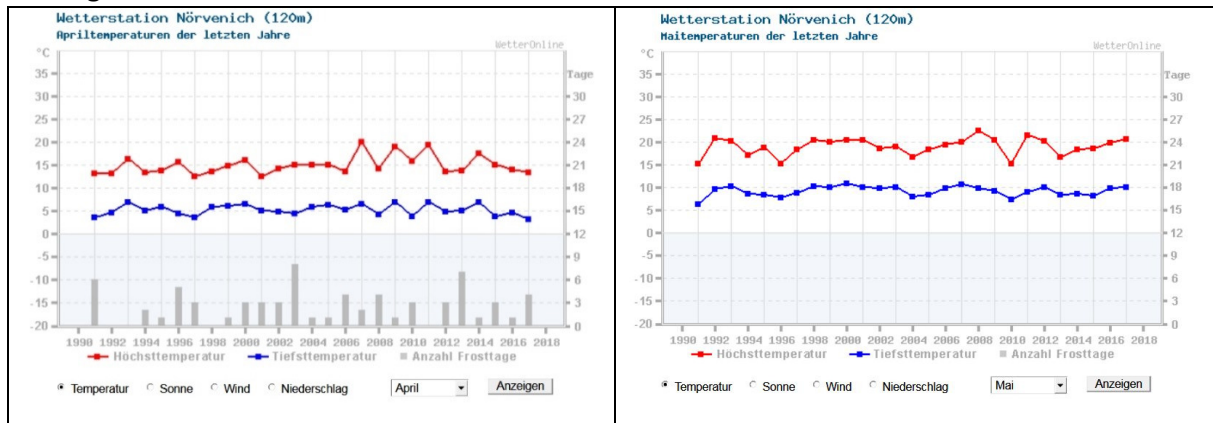 Wetterstation Nörvenich (120m)
Apriltemperaturen der letzten Jahre
WetterOnline
°C
Tage
35
30
25
20
15
10
5
0
-5
-10
-15
-20
30
27
24
21
18
15
12
9
6
3
0
1990 1992 1994 1996 1998 2000 2002 2004 2006 2008 2010 2012 2014 2016 2018
Höchsttemperatur Tiefsttemperatur Anzahl Frosttage
Temperatur Sonne Wind Niederschlag April Anzeigen
Wetterstation Nörvenich (120m)
Maitemperaturen der letzten Jahre
WetterOnline
°C
Tage
35
30
25
20
15
10
5
0
-5
-10
-15
-20
30
27
24
21
18
15
12
9
6
3
0
1990 1992 1994 1996 1998 2000 2002 2004 2006 2008 2010 2012 2014 2016 2018
Höchsttemperatur Tiefsttemperatur Anzahl Frosttage
Temperatur Sonne Wind Niederschlag Mai Anzeigen